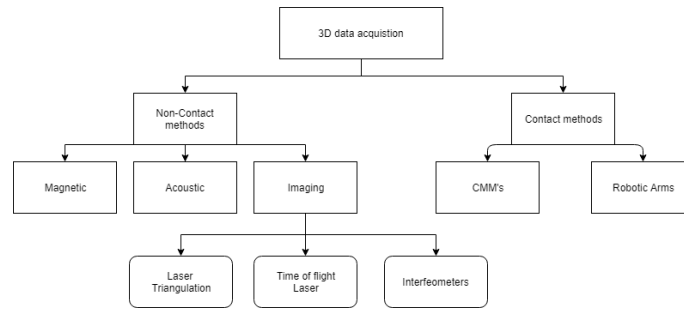 3D data acquistion
Non-Contact
methods
Contact methods
Magnetic
Acoustic
Imaging
CMM's
Robotic Arms
Laser
Triangulation
Time of flight
Laser
Interfeometers